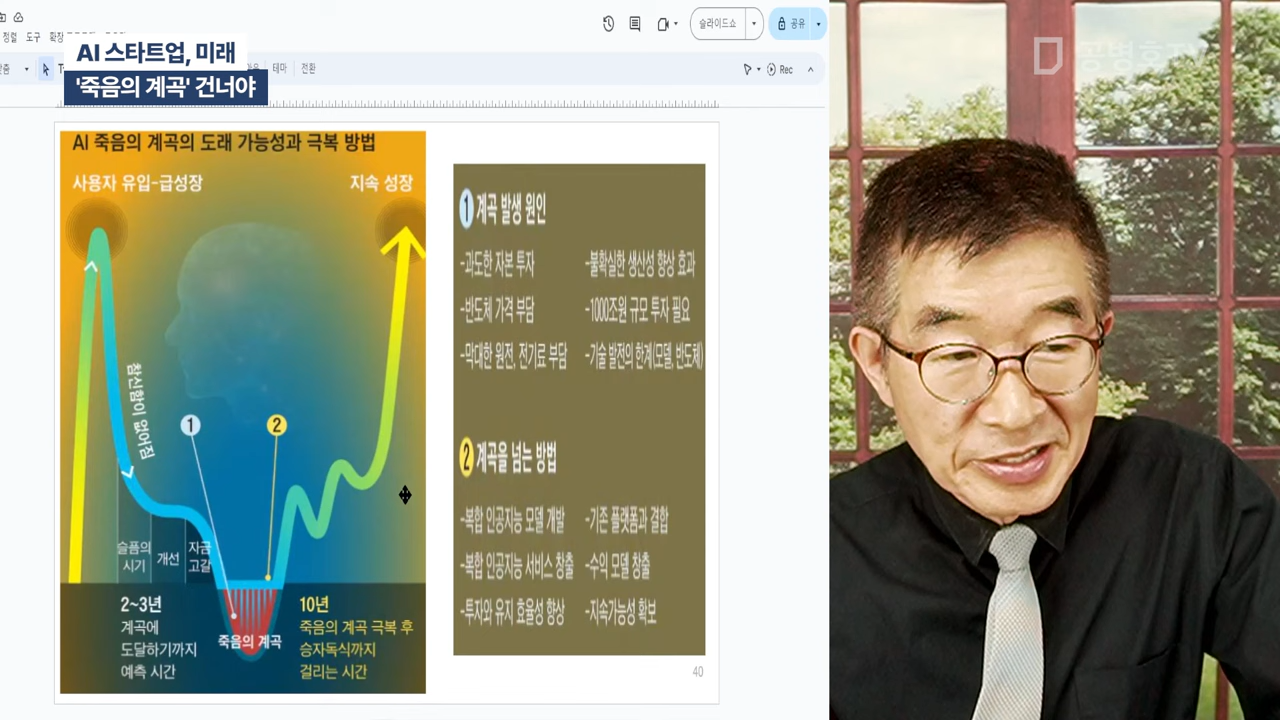 정렬 도구
슬라이드쇼
공유
AI 스타트업, 미래
'죽음의 계곡' 건너야
테마
전환
Rec
AI 죽음의 계곡의 도래 가능성과 극복 방법
사용자 유입-급성장
지속 성장
참신함이 없어짐
1
2
슬픔의
시기
개선
자금
고갈
죽음의 계곡
2~3년
계곡에
도달하기까지
예측 시간
10년
죽음의 계곡 극복 후
승자독식까지
걸리는 시간
1 계곡 발생 원인
-과도한 자본 투자
-불확실한 생산성 향상 효과
-반도체 가격 부담
-1000조원 규모 투자 필요
-막대한 원전, 전기료 부담
-기술 발전의 한계(모델, 반도체)
2 계곡을 넘는 방법
-복합 인공지능 모델 개발
-기존 플랫폼과 결합
-복합 인공지능 서비스 창출
-수익 모델 창출
-투자와 유지 효율성 향상
-지속가능성 확보
40